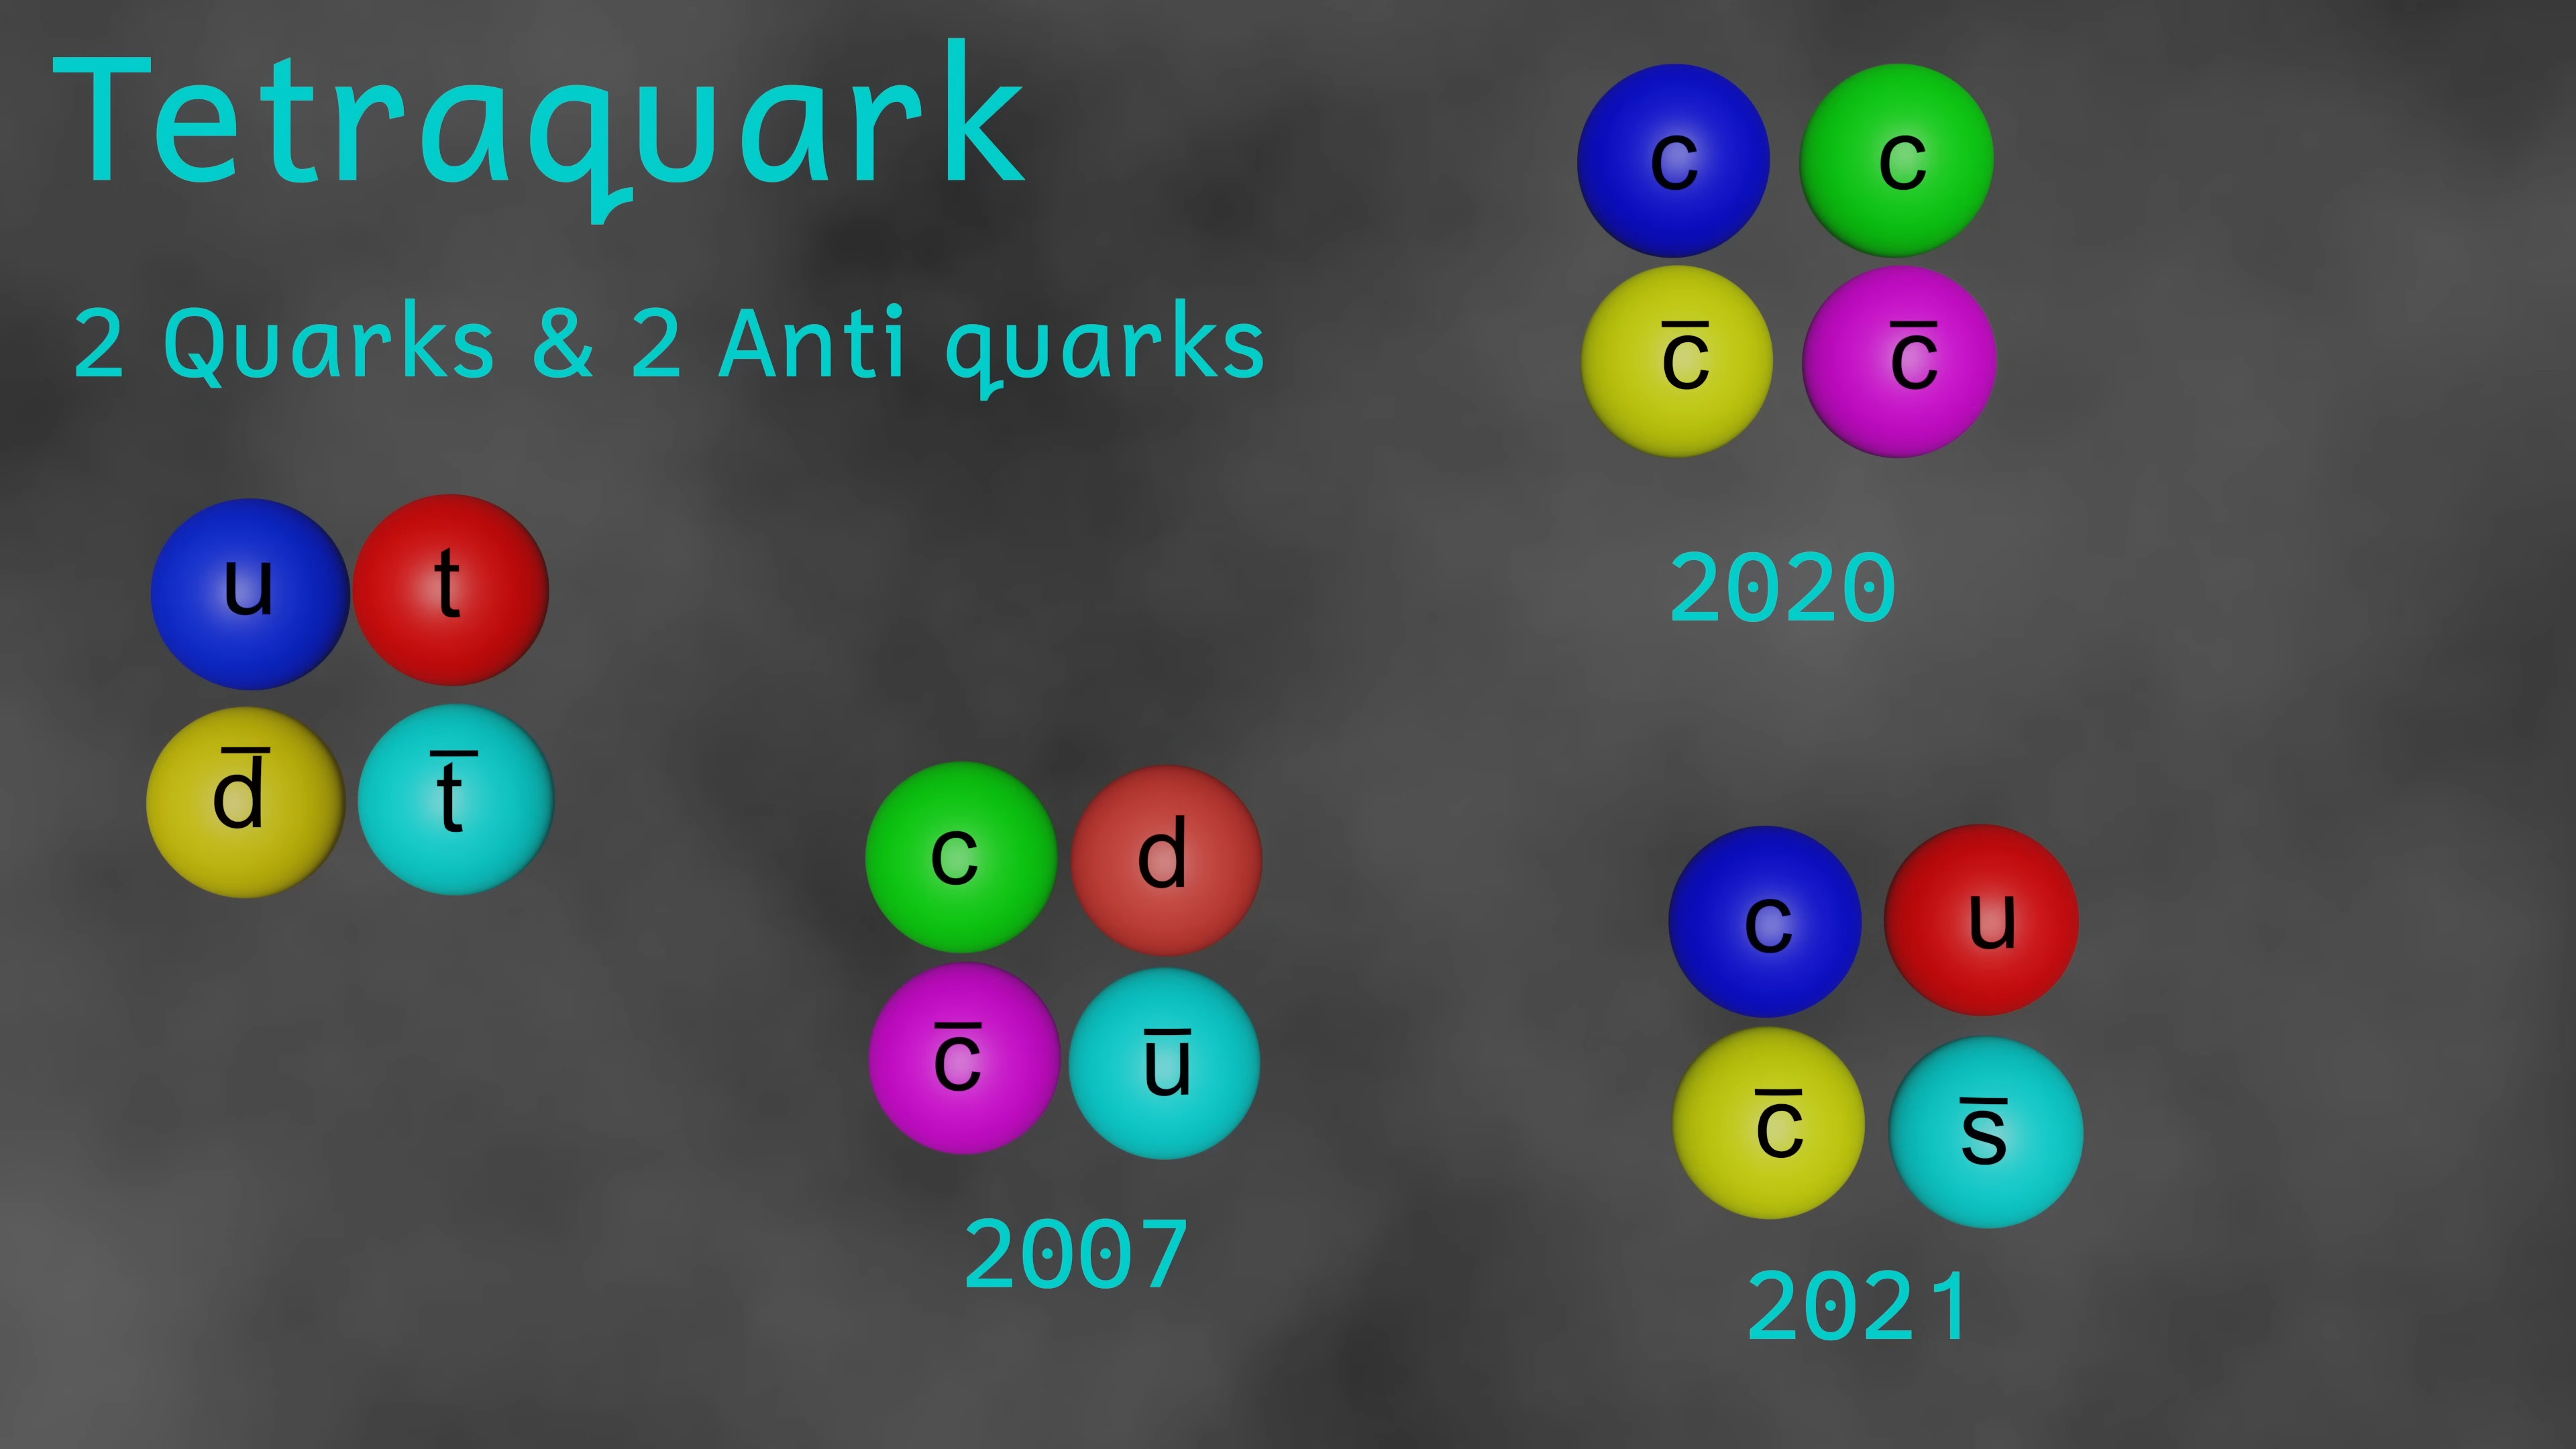 Tetraquark
2 Quarks & 2 Anti quarks
c c
c̅ c̅
2020
u t
d̅ t̅
c d
c̅ u̅
2007
c u
c̅ s̅
2021